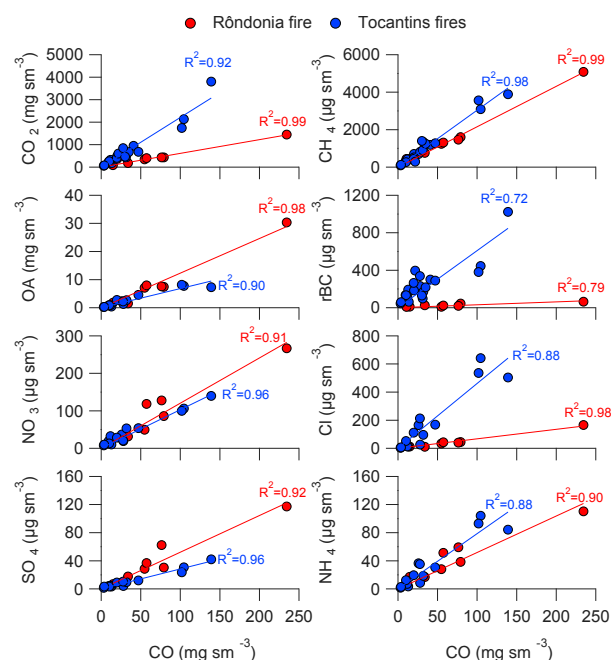 Rôndonia fire Tocantins fires
CO 2 (mg sm -3)
5000
4000
3000
2000
1000
0
R²=0.92
R²=0.99
CH 4 (µg sm -3)
6000
4000
2000
0
R²=0.99
R²=0.98
OA (mg sm -3)
40
30
20
10
0
R²=0.98
R²=0.90
rBC (µg sm -3)
1200
800
400
0
R²=0.72
R²=0.79
NO 3 (µg sm -3)
300
200
100
0
R²=0.91
R²=0.96
Cl (µg sm -3)
800
600
400
200
0
R²=0.88
R²=0.98
SO 4 (µg sm -3)
160
120
80
40
0
R²=0.92
R²=0.96
0 50 100 150 200 250
CO (mg sm -3)
NH 4 (µg sm -3)
160
120
80
40
0
R²=0.88
R²=0.90
0 50 100 150 200 250
CO (mg sm -3)